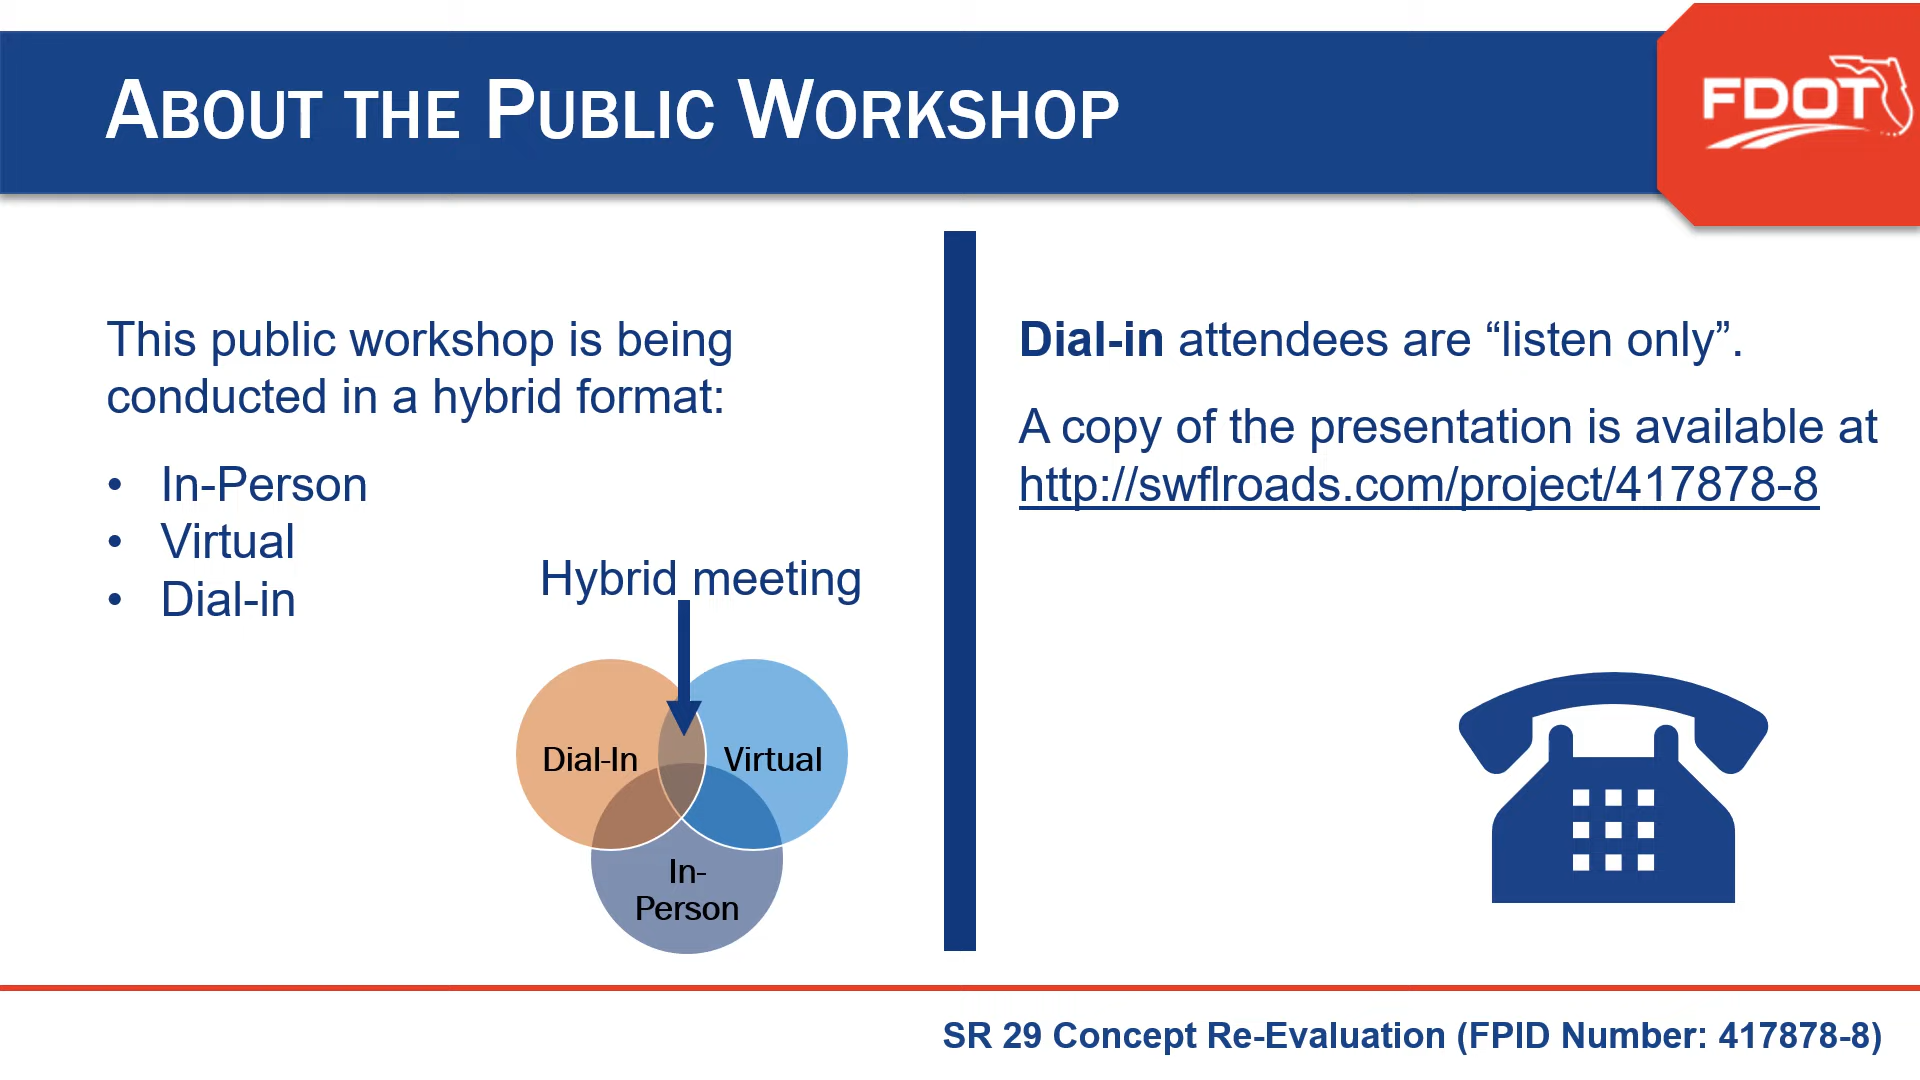 ABOUT THE PUBLIC WORKSHOP
FDOT
This public workshop is being
conducted in a hybrid format:
• In-Person
• Virtual
• Dial-in
Hybrid meeting
Dial-In
Virtual
In-
Person
Dial-in attendees are “listen only”.
A copy of the presentation is available at
http://swflroads.com/project/417878-8
SR 29 Concept Re-Evaluation (FPID Number: 417878-8)